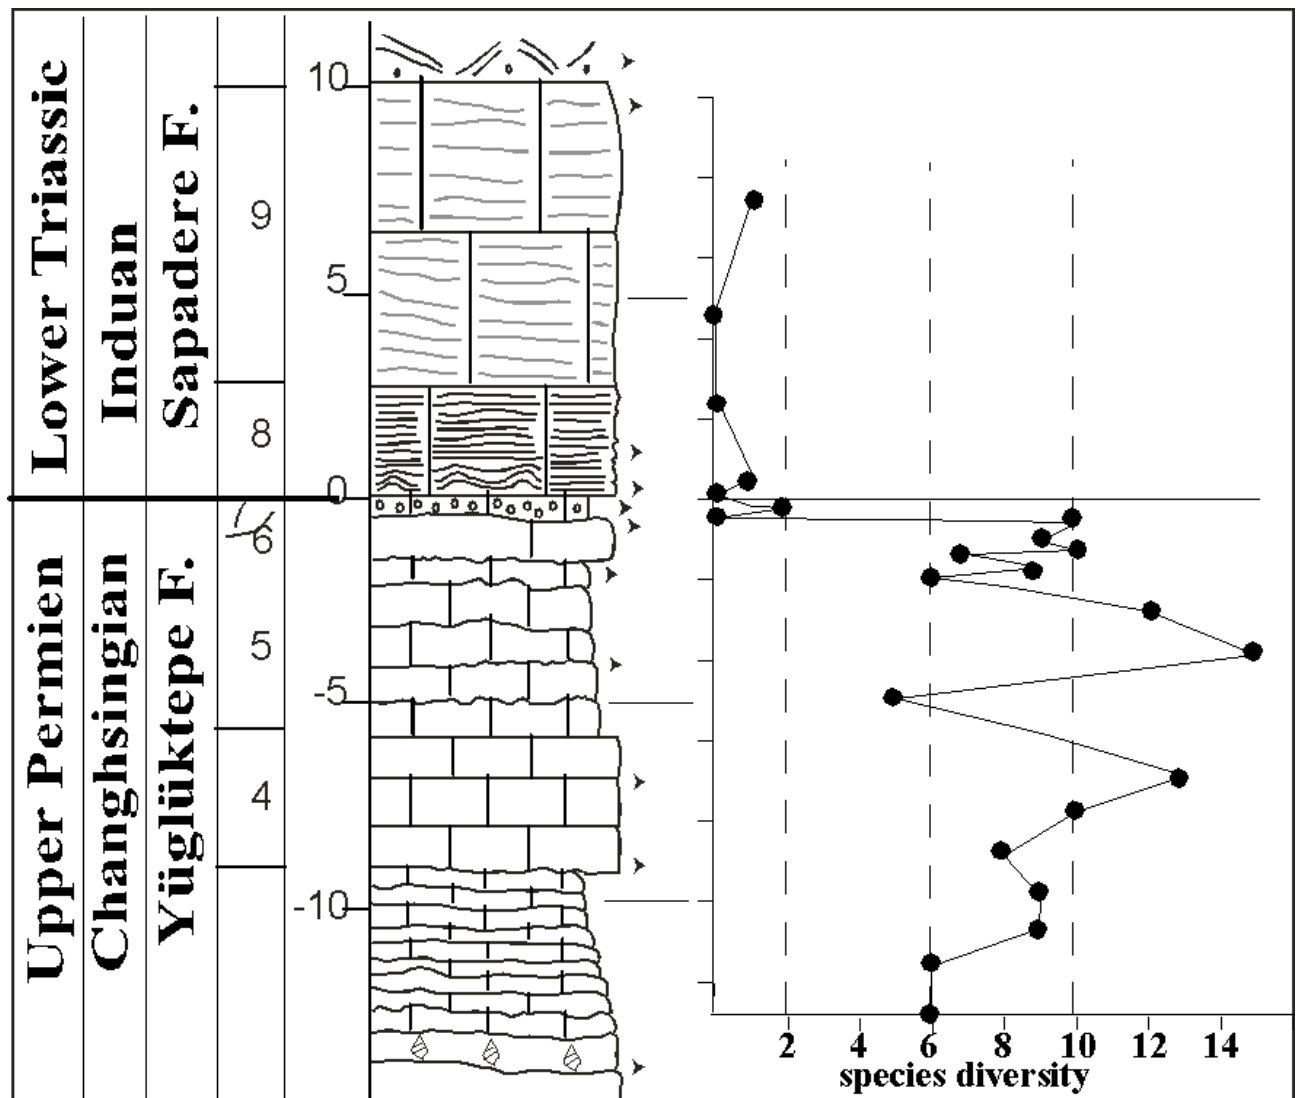 Lower Triassic
Induan
Sapadere F.
Upper Permien
Changhsingian
Yüglüktepe F.
9
8
6
5
4
10
5
0
-5
-10
2 4 6 8 10 12 14
species diversity